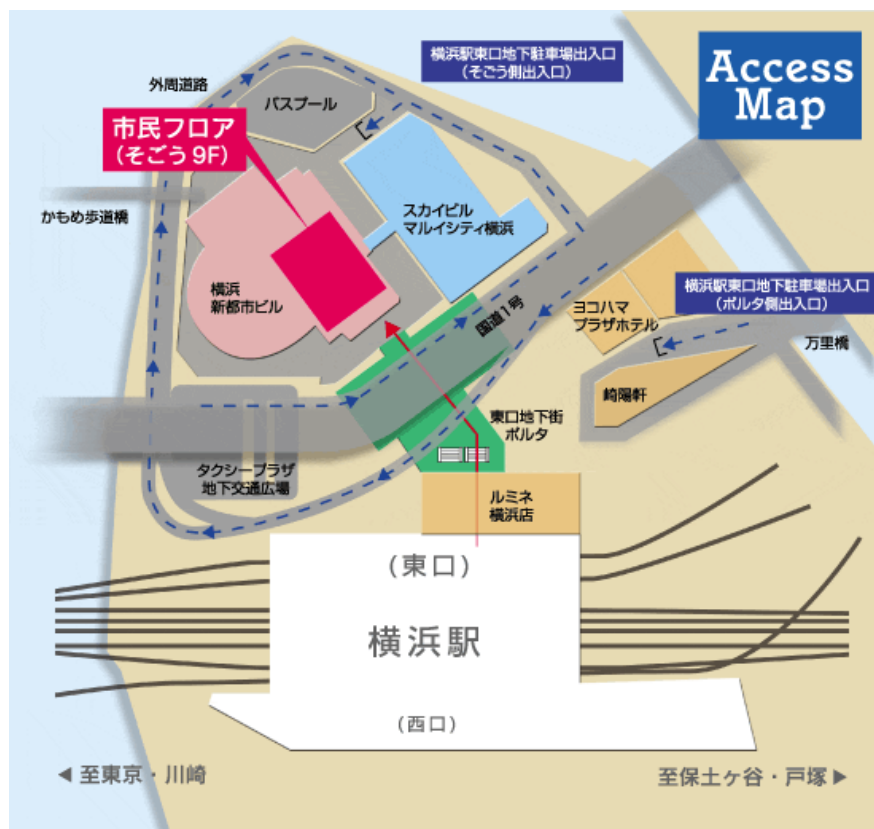 横浜駅東口地下駐車場出入口
(そごう側出入口)
Access
Map
外周道路
バスプール
市民フロア
(そごう9F)
かもめ歩道橋
スカイビル
マルイシティ横浜
横浜
新都市ビル
国道1号
横浜駅東口地下駐車場出入口
(ポルタ側出入口)
ヨコハマ
プラザホテル
万里橋
崎陽軒
東口地下街
ポルタ
タクシープラザ
地下交通広場
ルミネ
横浜店
(東口)
横浜駅
(西口)
◀ 至東京・川崎
至保土ヶ谷・戸塚 ▶